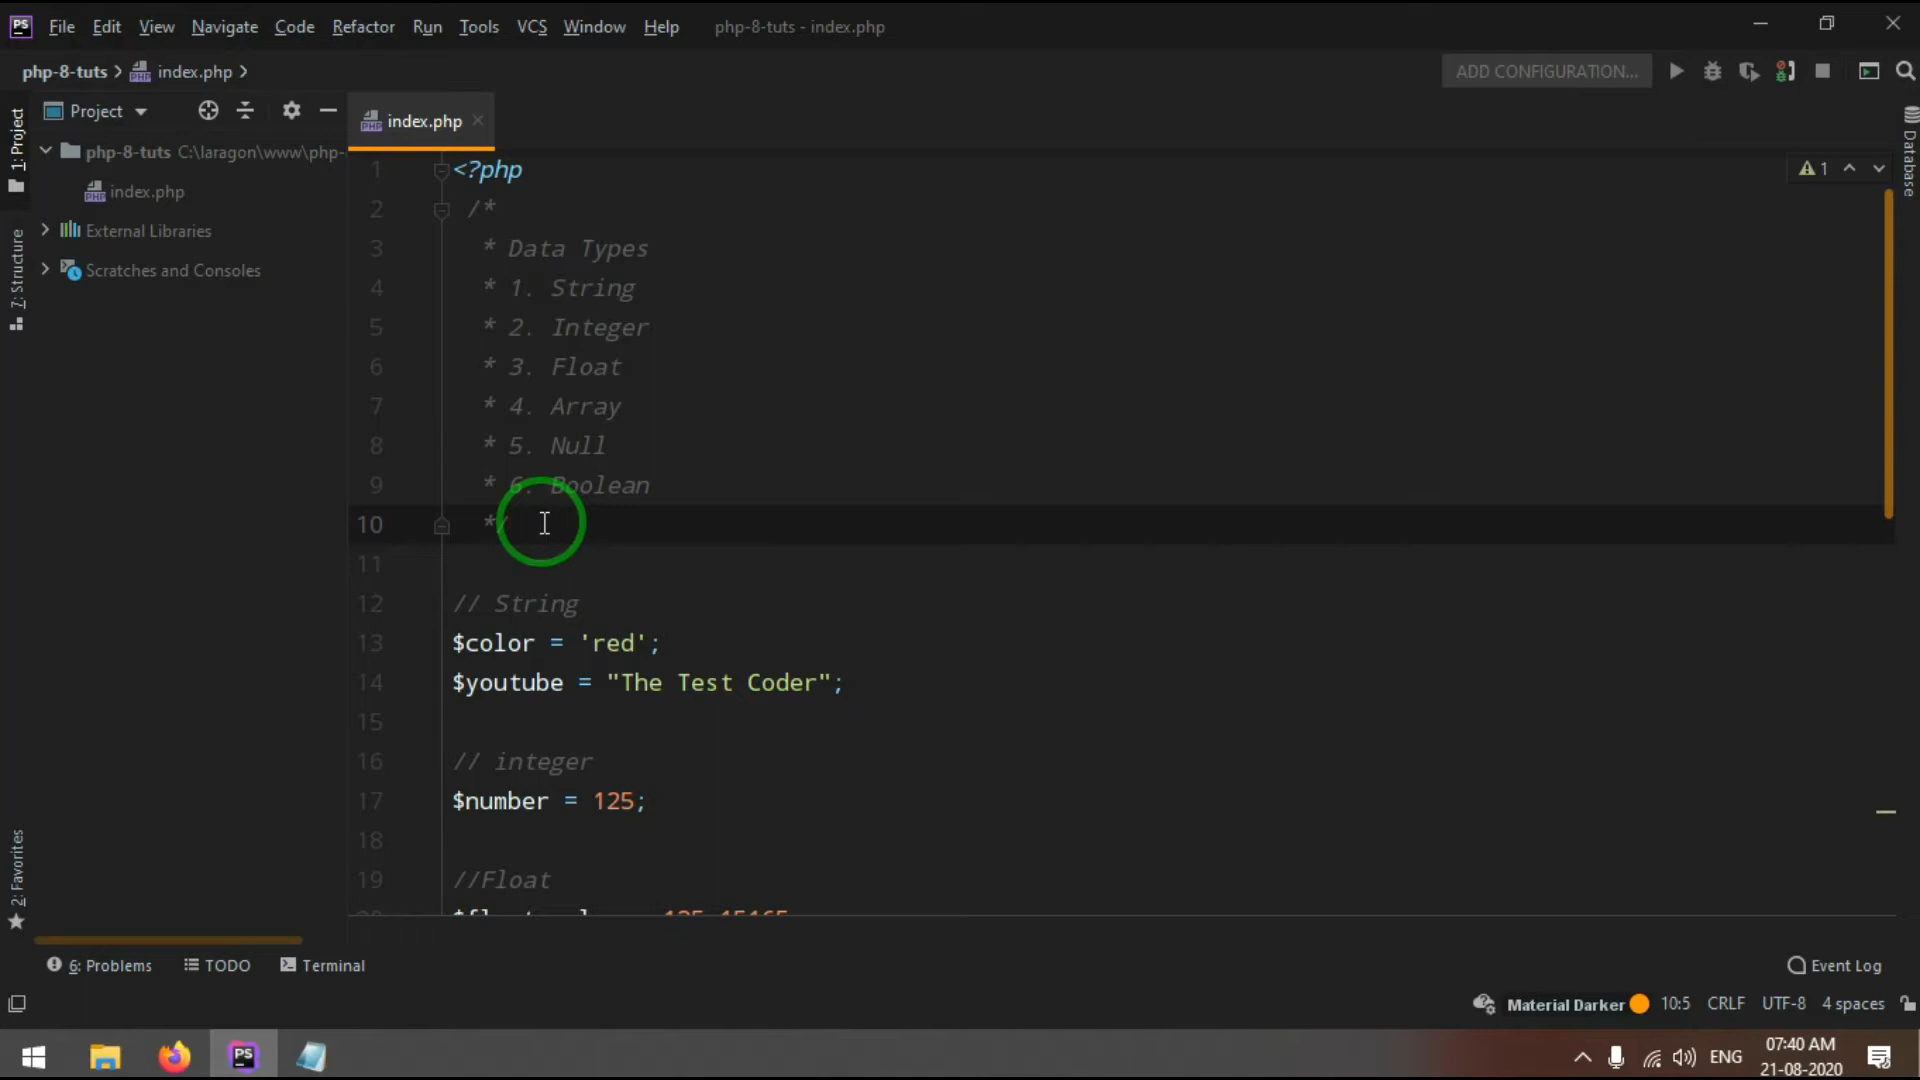 PS File Edit View Navigate Code Refactor Run Tools VCS Window Help php-8-tuts - index.php
php-8-tuts index.php ADD CONFIGURATION...
1: Project
7: Structure
2: Favorites
Project
php-8-tuts C:\laragon\www\php-
index.php
External Libraries
Scratches and Consoles
index.php
1 <?php
2 /*
3 * Data Types
4 * 1. String
5 * 2. Integer
6 * 3. Float
7 * 4. Array
8 * 5. Null
9 * 6. Boolean
10 */
11
12 // String
13 $color = 'red';
14 $youtube = "The Test Coder";
15
16 // integer
17 $number = 125;
18
19 //Float
1
Database
6: Problems TODO Terminal Event Log
Material Darker 10:5 CRLF UTF-8 4 spaces
PS ENG 07:40 AM
21-08-2020